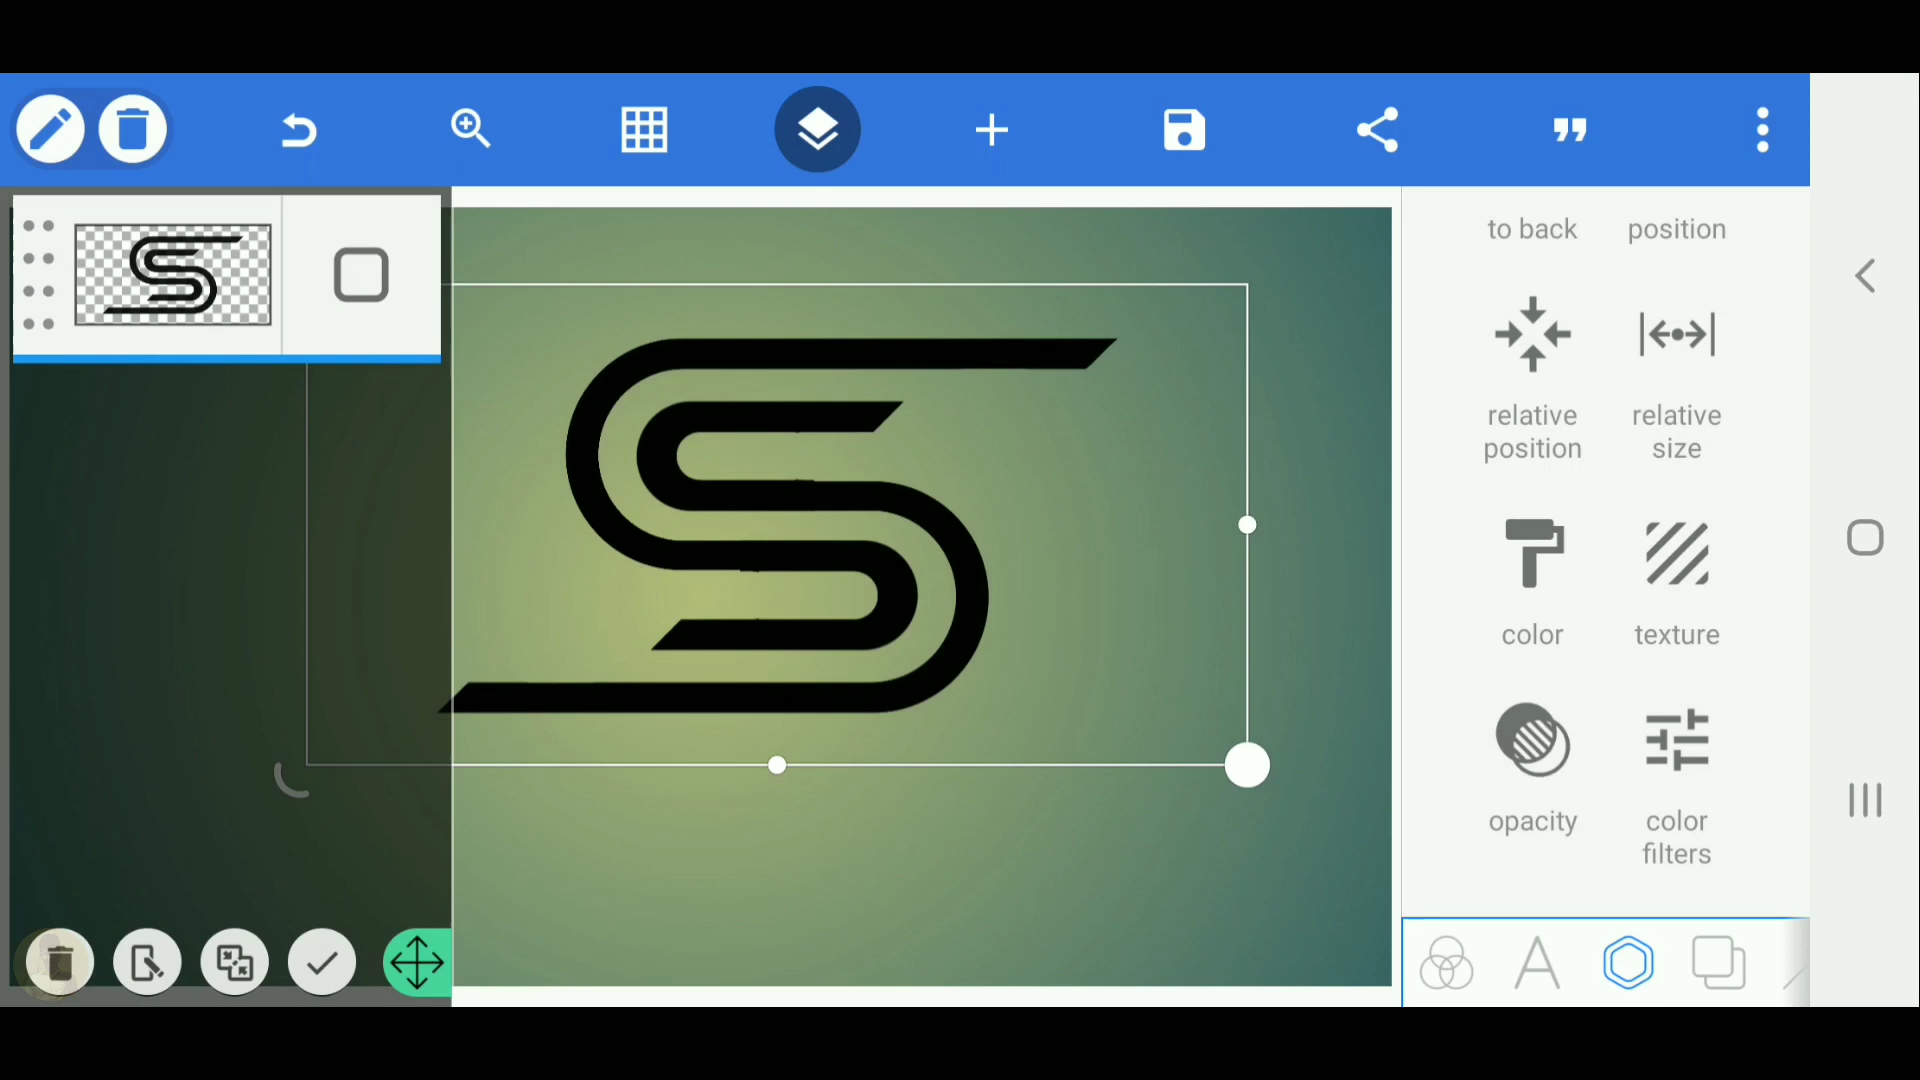 to back position
relative position
relative size
color texture
opacity
color filters
S